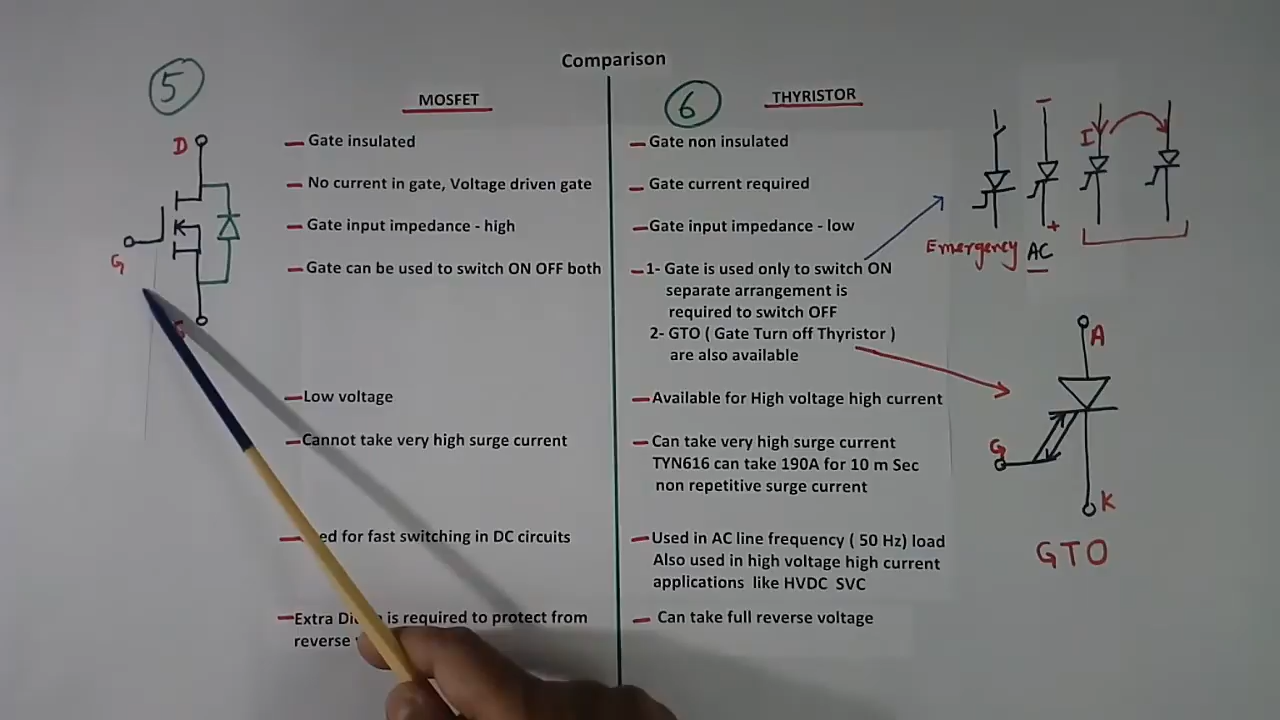 Comparison
5
MOSFET
D
G
S
Gate insulated
No current in gate, Voltage driven gate
Gate input impedance - high
Gate can be used to switch ON OFF both
Low voltage
Cannot take very high surge current
for fast switching in DC circuits
Extra is required to protect from
reverse
6
THYRISTOR
Gate non insulated
Gate current required
Gate input impedance - low
1- Gate is used only to switch ON
separate arrangement is
required to switch OFF
2- GTO ( Gate Turn off Thyristor )
are also available
Available for High voltage high current
Can take very high surge current
TYN616 can take 190A for 10 m Sec
non repetitive surge current
Used in AC line frequency ( 50 Hz) load
Also used in high voltage high current
applications like HVDC SVC
Can take full reverse voltage
- I
+
Emergency AC
A
G
K
GTO